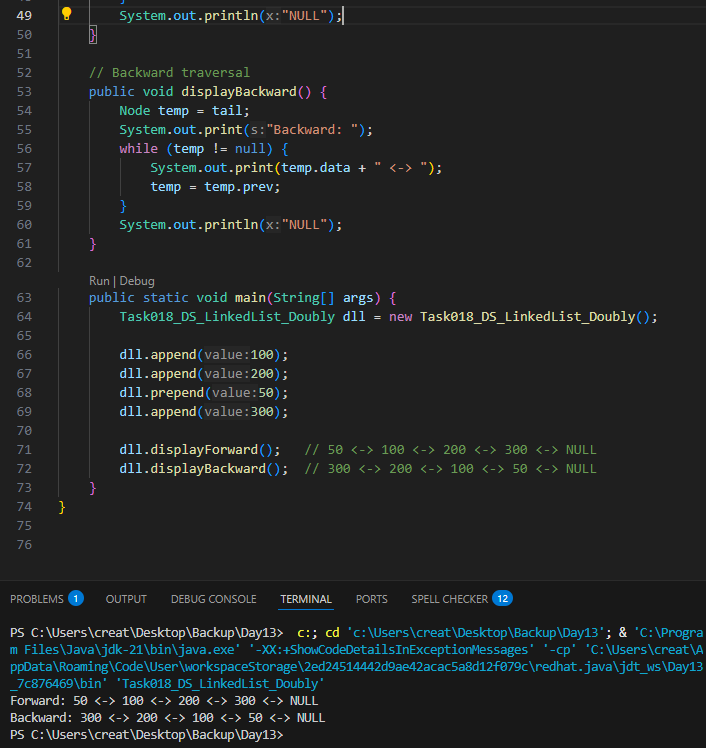 49 System.out.println(x:"NULL");
50 }
51
52 // Backward traversal
53 public void displayBackward() {
54 Node temp = tail;
55 System.out.print(s:"Backward: ");
56 while (temp != null) {
57 System.out.print(temp.data + " <-> ");
58 temp = temp.prev;
59 }
60 System.out.println(x:"NULL");
61 }
62
Run | Debug
63 public static void main(String[] args) {
64 Task018_DS_LinkedList_Doubly dll = new Task018_DS_LinkedList_Doubly();
65
66 dll.append(value:100);
67 dll.append(value:200);
68 dll.prepend(value:50);
69 dll.append(value:300);
70
71 dll.displayForward(); // 50 <-> 100 <-> 200 <-> 300 <-> NULL
72 dll.displayBackward(); // 300 <-> 200 <-> 100 <-> 50 <-> NULL
73 }
74 }
75
76
PROBLEMS 1 OUTPUT DEBUG CONSOLE TERMINAL PORTS SPELL CHECKER 12
PS C:\Users\creat\Desktop\Backup\Day13> c:; cd 'c:\Users\creat\Desktop\Backup\Day13'; & 'C:\Progra
m Files\Java\jdk-21\bin\java.exe' '-XX:+ShowCodeDetailsInExceptionMessages' '-cp' 'C:\Users\creat\A
ppData\Roaming\Code\User\workspaceStorage\2ed24514442d9ae42acac5a8d12f079c\redhat.java\jdt_ws\Day13
_7c876469\bin' 'Task018_DS_LinkedList_Doubly'
Forward: 50 <-> 100 <-> 200 <-> 300 <-> NULL
Backward: 300 <-> 200 <-> 100 <-> 50 <-> NULL
PS C:\Users\creat\Desktop\Backup\Day13>